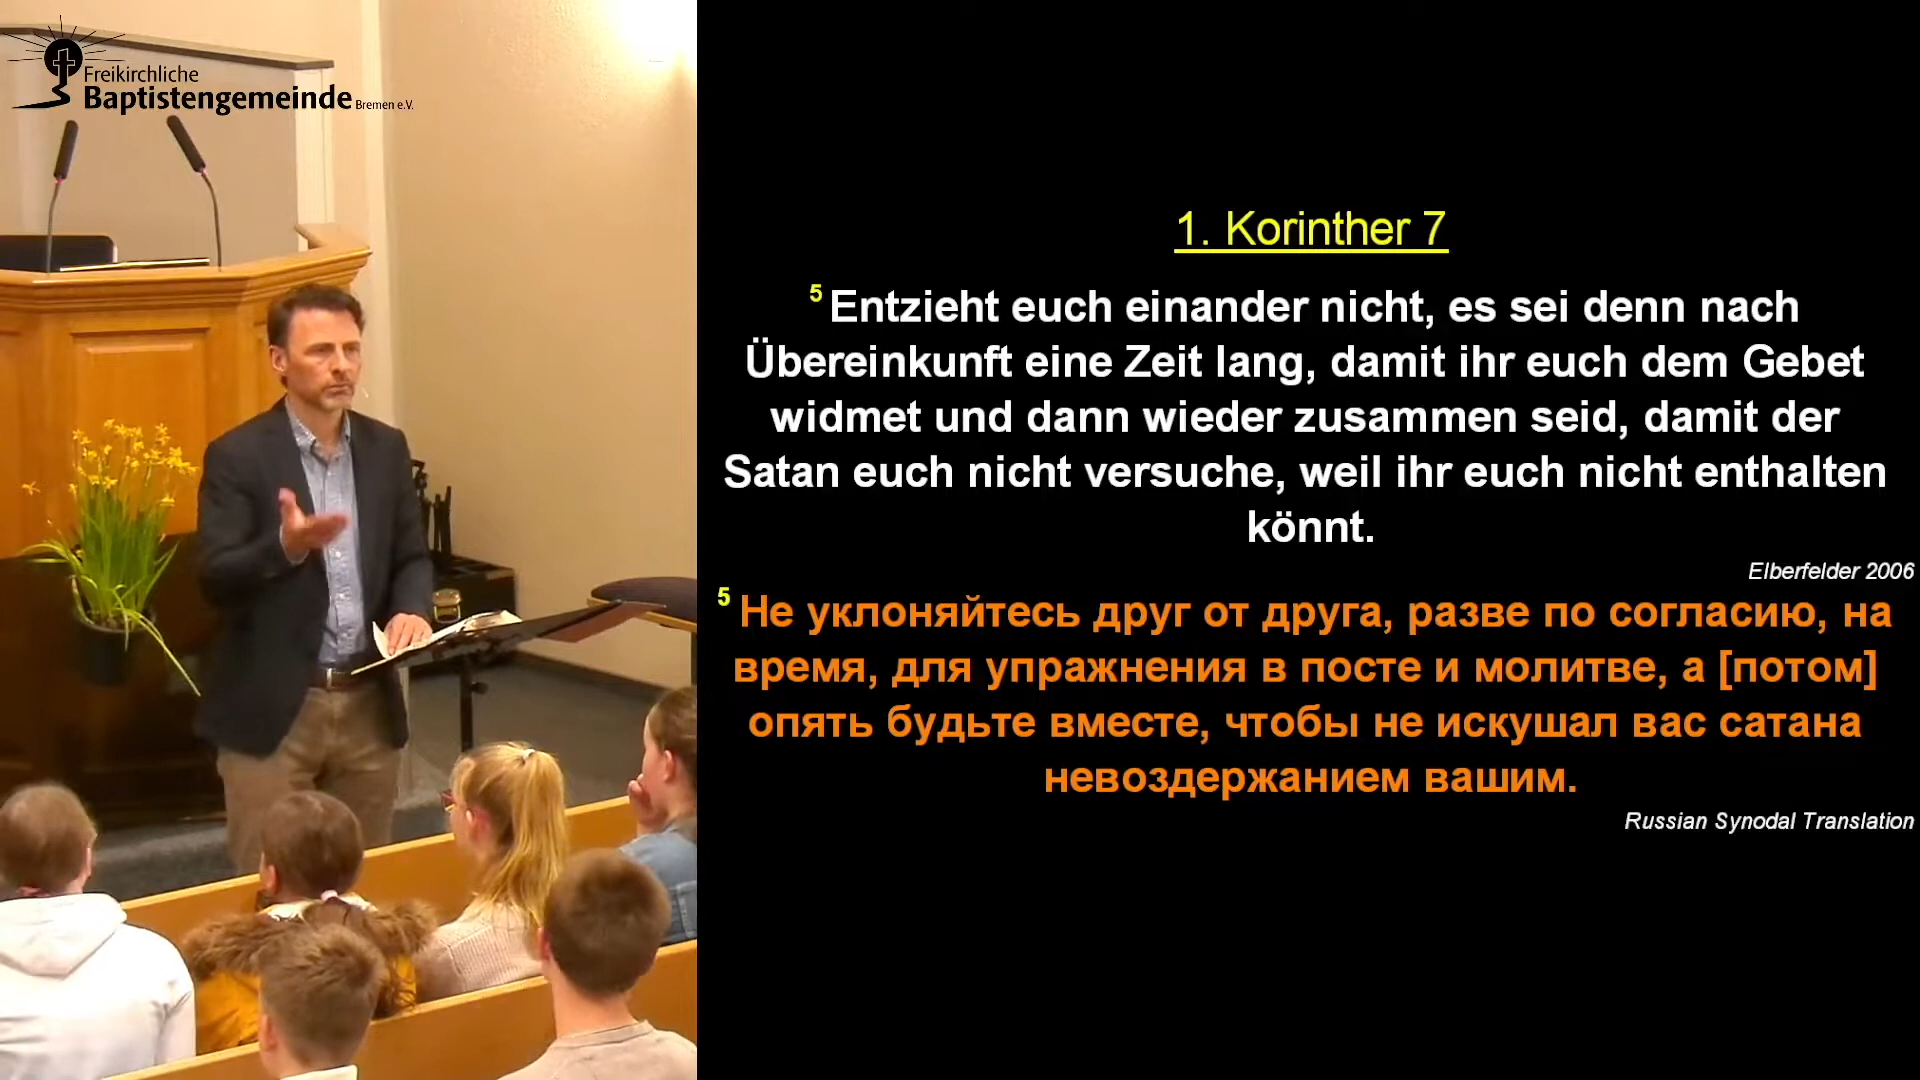 Freikirchliche
Baptistengemeinde Bremen e.V.
1. Korinther 7
5 Entzieht euch einander nicht, es sei denn nach
Übereinkunft eine Zeit lang, damit ihr euch dem Gebet
widmet und dann wieder zusammen seid, damit der
Satan euch nicht versuche, weil ihr euch nicht enthalten
könnt.
Elberfelder 2006
5 Не уклоняйтесь друг от друга, разве по согласию, на
время, для упражнения в посте и молитве, а [потом]
опять будьте вместе, чтобы не искушал вас сатана
невоздержанием вашим.
Russian Synodal Translation